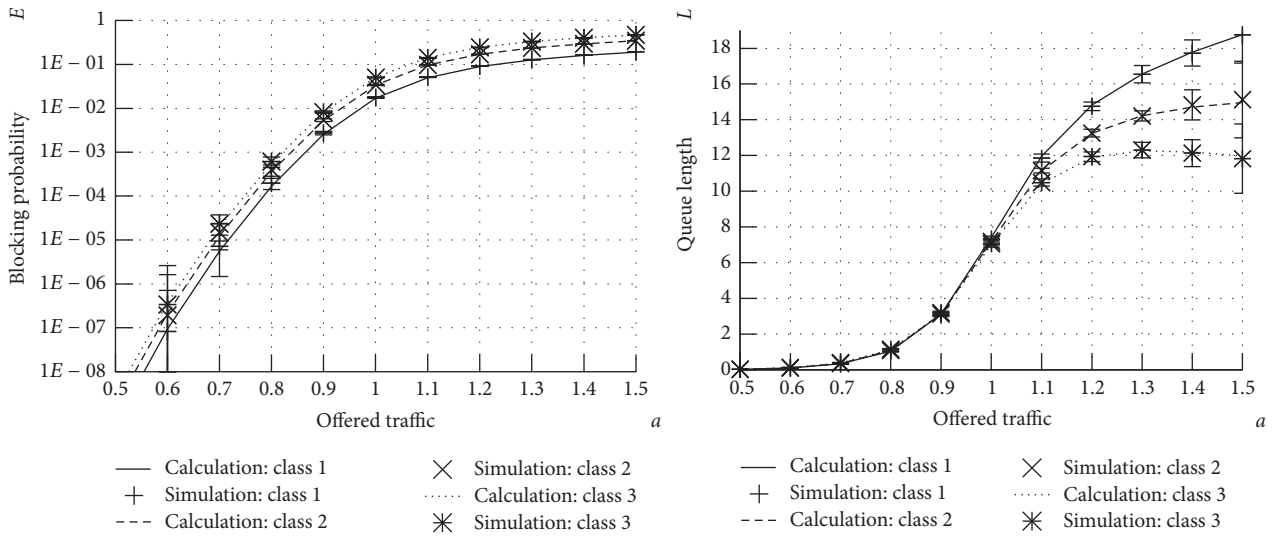 E
Blocking probability
1
1E − 01
1E − 02
1E − 03
1E − 04
1E − 05
1E − 06
1E − 07
1E − 08
0.5 0.6 0.7 0.8 0.9 1 1.1 1.2 1.3 1.4 1.5
Offered traffic
a
Calculation: class 1
Simulation: class 1
Calculation: class 2
Simulation: class 2
Calculation: class 3
Simulation: class 3
L
Queue length
18
16
14
12
10
8
6
4
2
0
0.5 0.6 0.7 0.8 0.9 1 1.1 1.2 1.3 1.4 1.5
Offered traffic
a
Calculation: class 1
Simulation: class 1
Calculation: class 2
Simulation: class 2
Calculation: class 3
Simulation: class 3